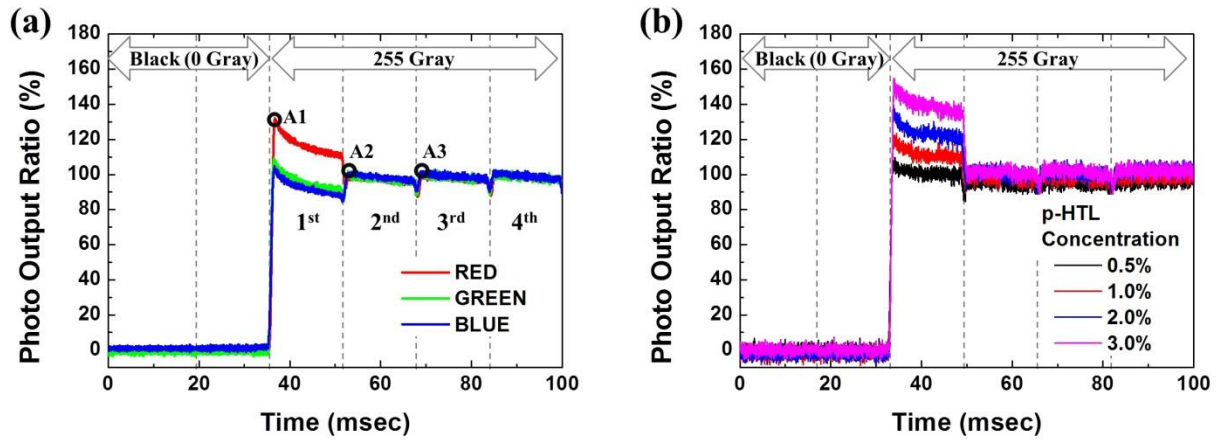 (a)
180
160
140
120
100
80
60
40
20
0
Photo Output Ratio (%)
Black (0 Gray)
255 Gray
A1
A2
A3
1st
2nd
3rd
4th
RED
GREEN
BLUE
0
20
40
60
80
100
Time (msec)
(b)
180
160
140
120
100
80
60
40
20
0
Photo Output Ratio (%)
Black (0 Gray)
255 Gray
p-HTL
Concentration
0.5%
1.0%
2.0%
3.0%
0
20
40
60
80
100
Time (msec)